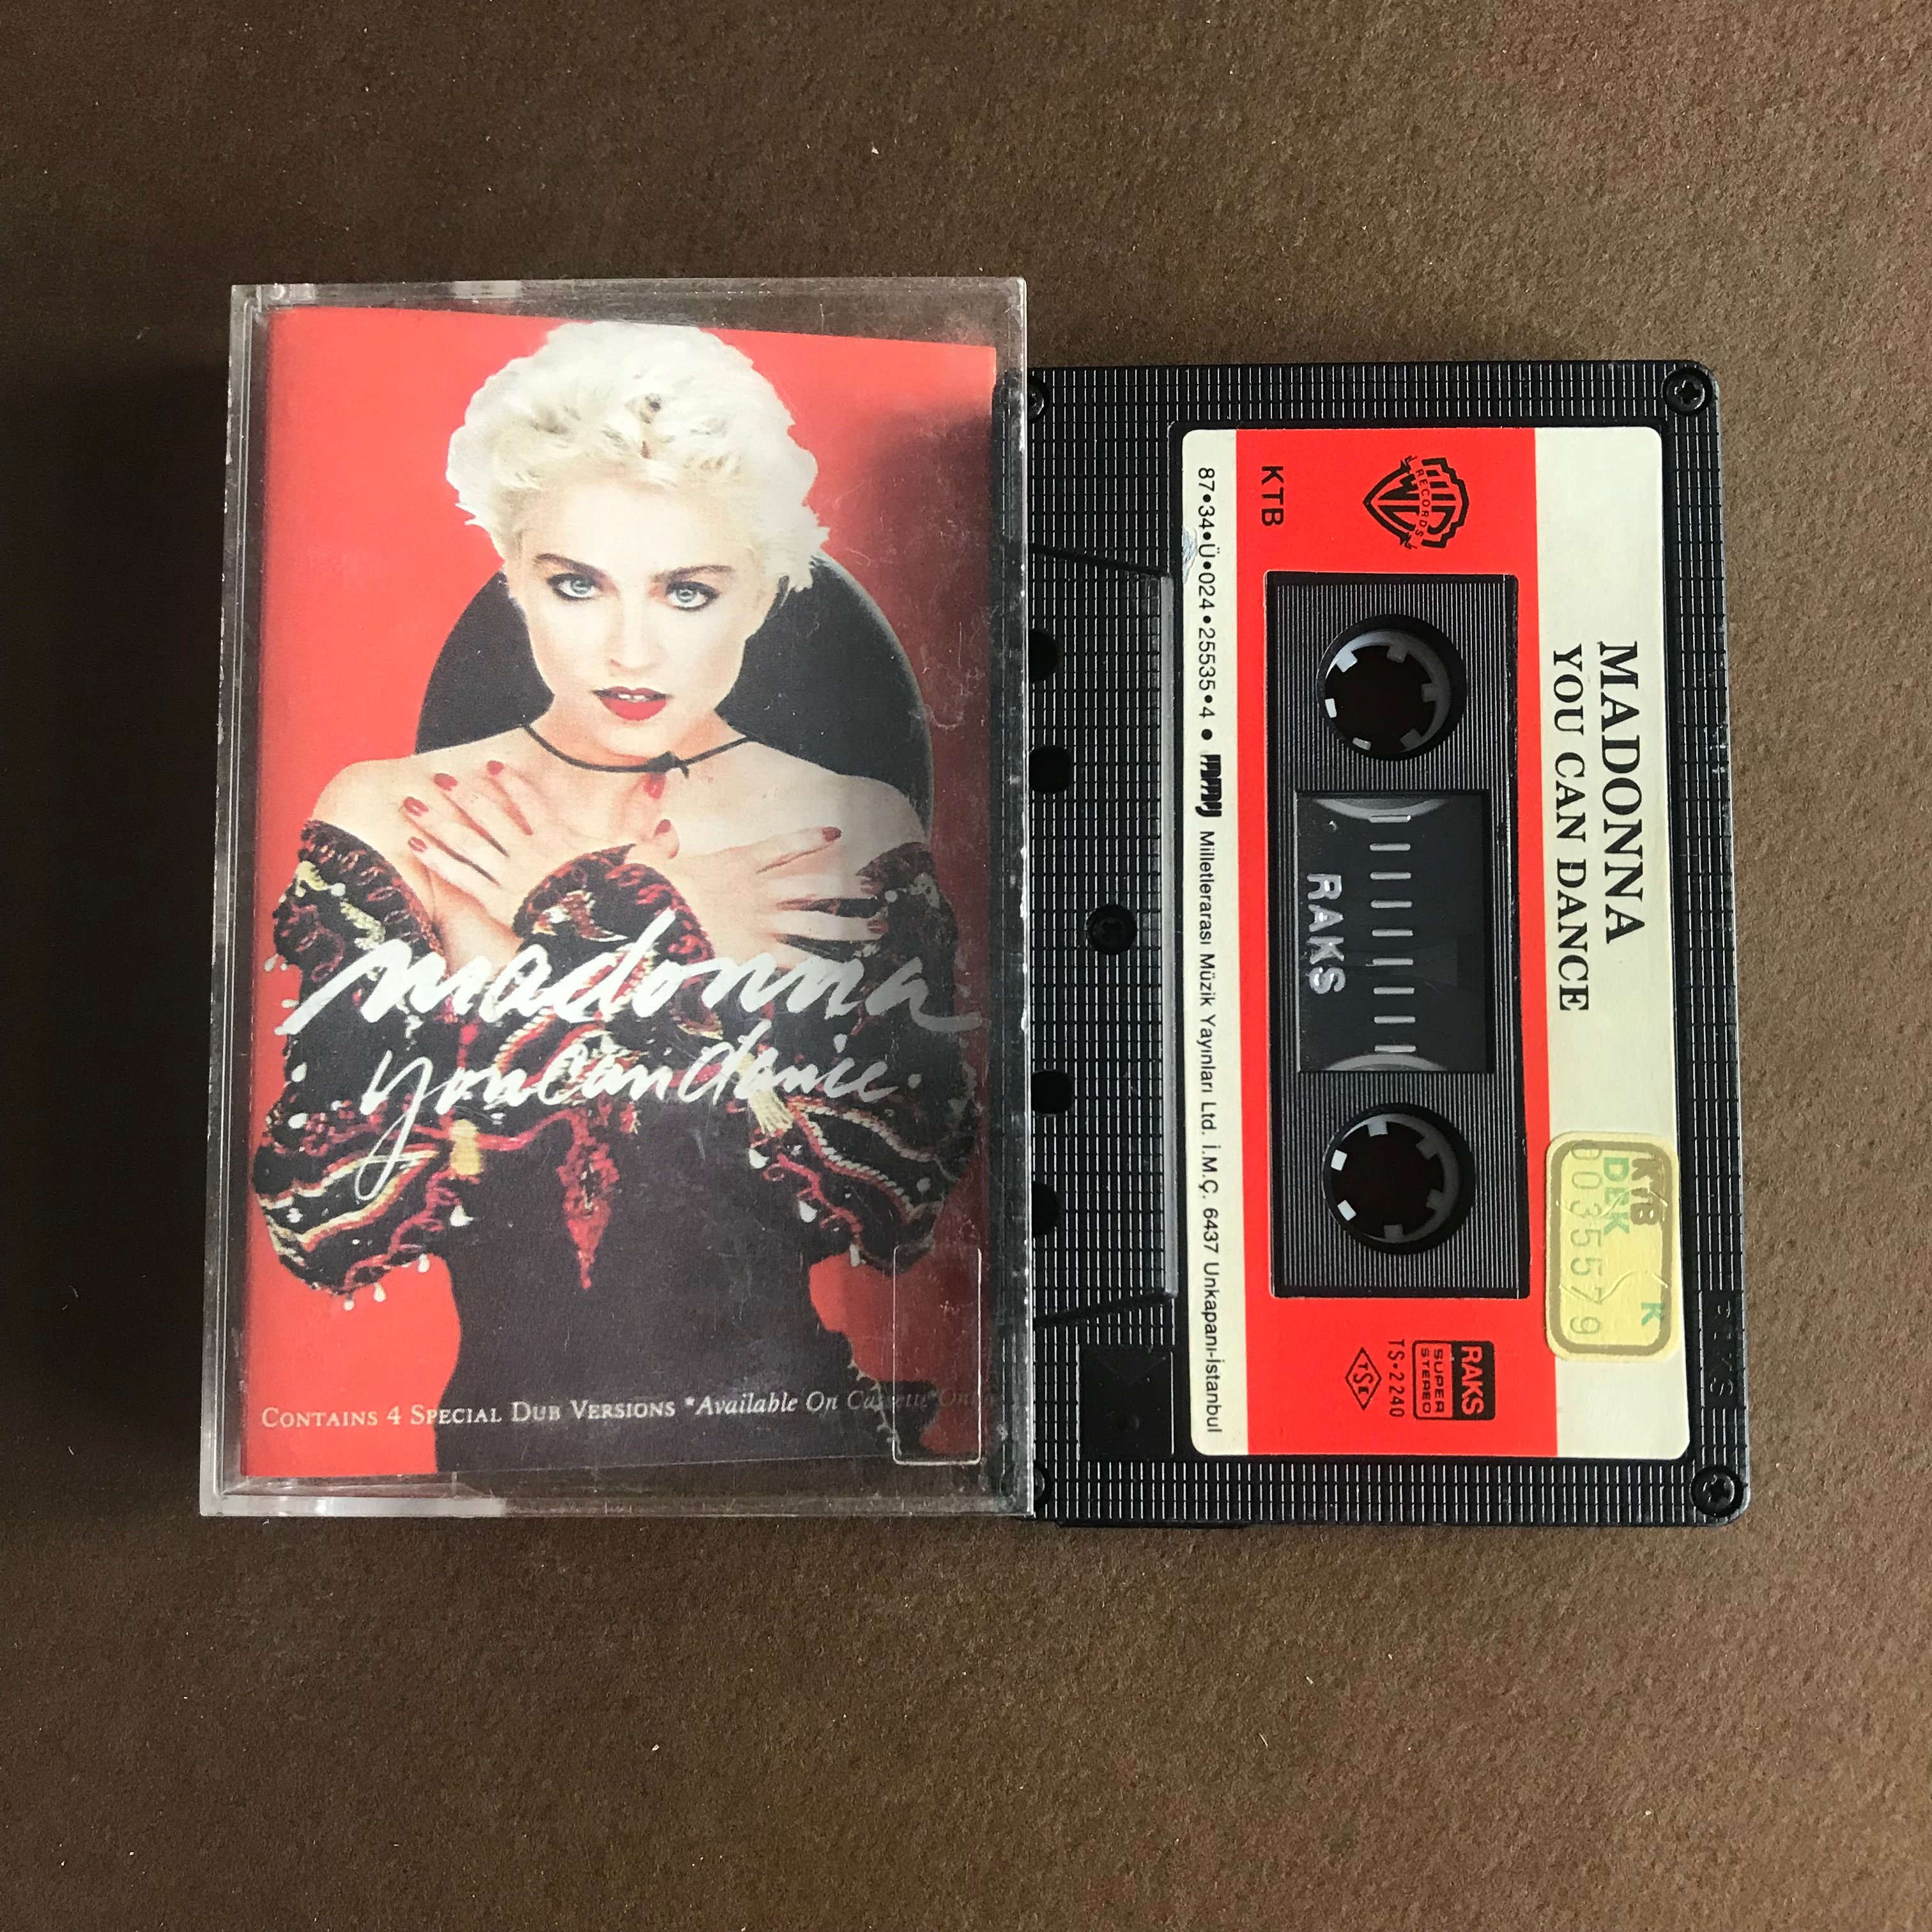 madonna
you can dance
CONTAINS 4 SPECIAL DUB VERSIONS *Available On Cassette Only
MADONNA
YOU CAN DANCE
KTB
DEK K
0035579
W RECORDS
KTB
RAKS
RAKS
SUPER
STEREO
TS•2240
TSE
87•34•Ü•024•25535•4• mmy Milletlerarası Müzik Yayınları Ltd. İ.M.Ç. 6437 Unkapanı-İstanbul